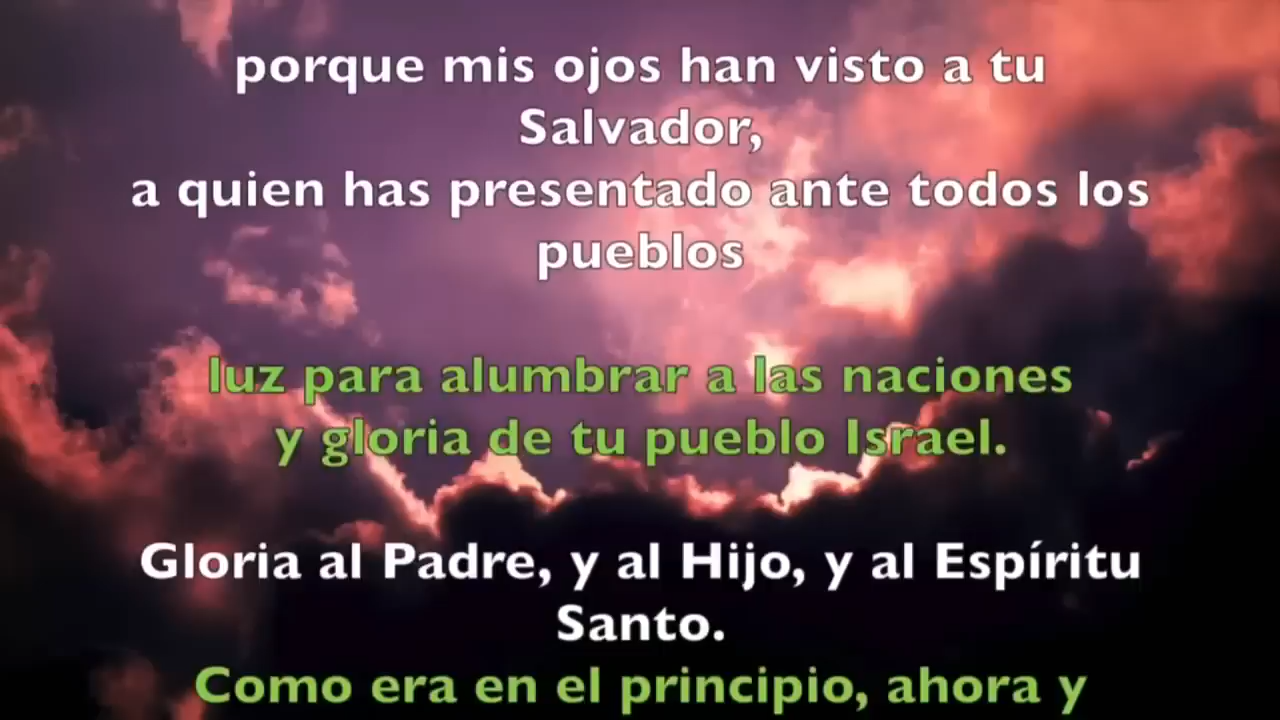 porque mis ojos han visto a tu
Salvador,
a quien has presentado ante todos los
pueblos
luz para alumbrar a las naciones
y gloria de tu pueblo Israel.
Gloria al Padre, y al Hijo, y al Espíritu
Santo.
Como era en el principio, ahora y